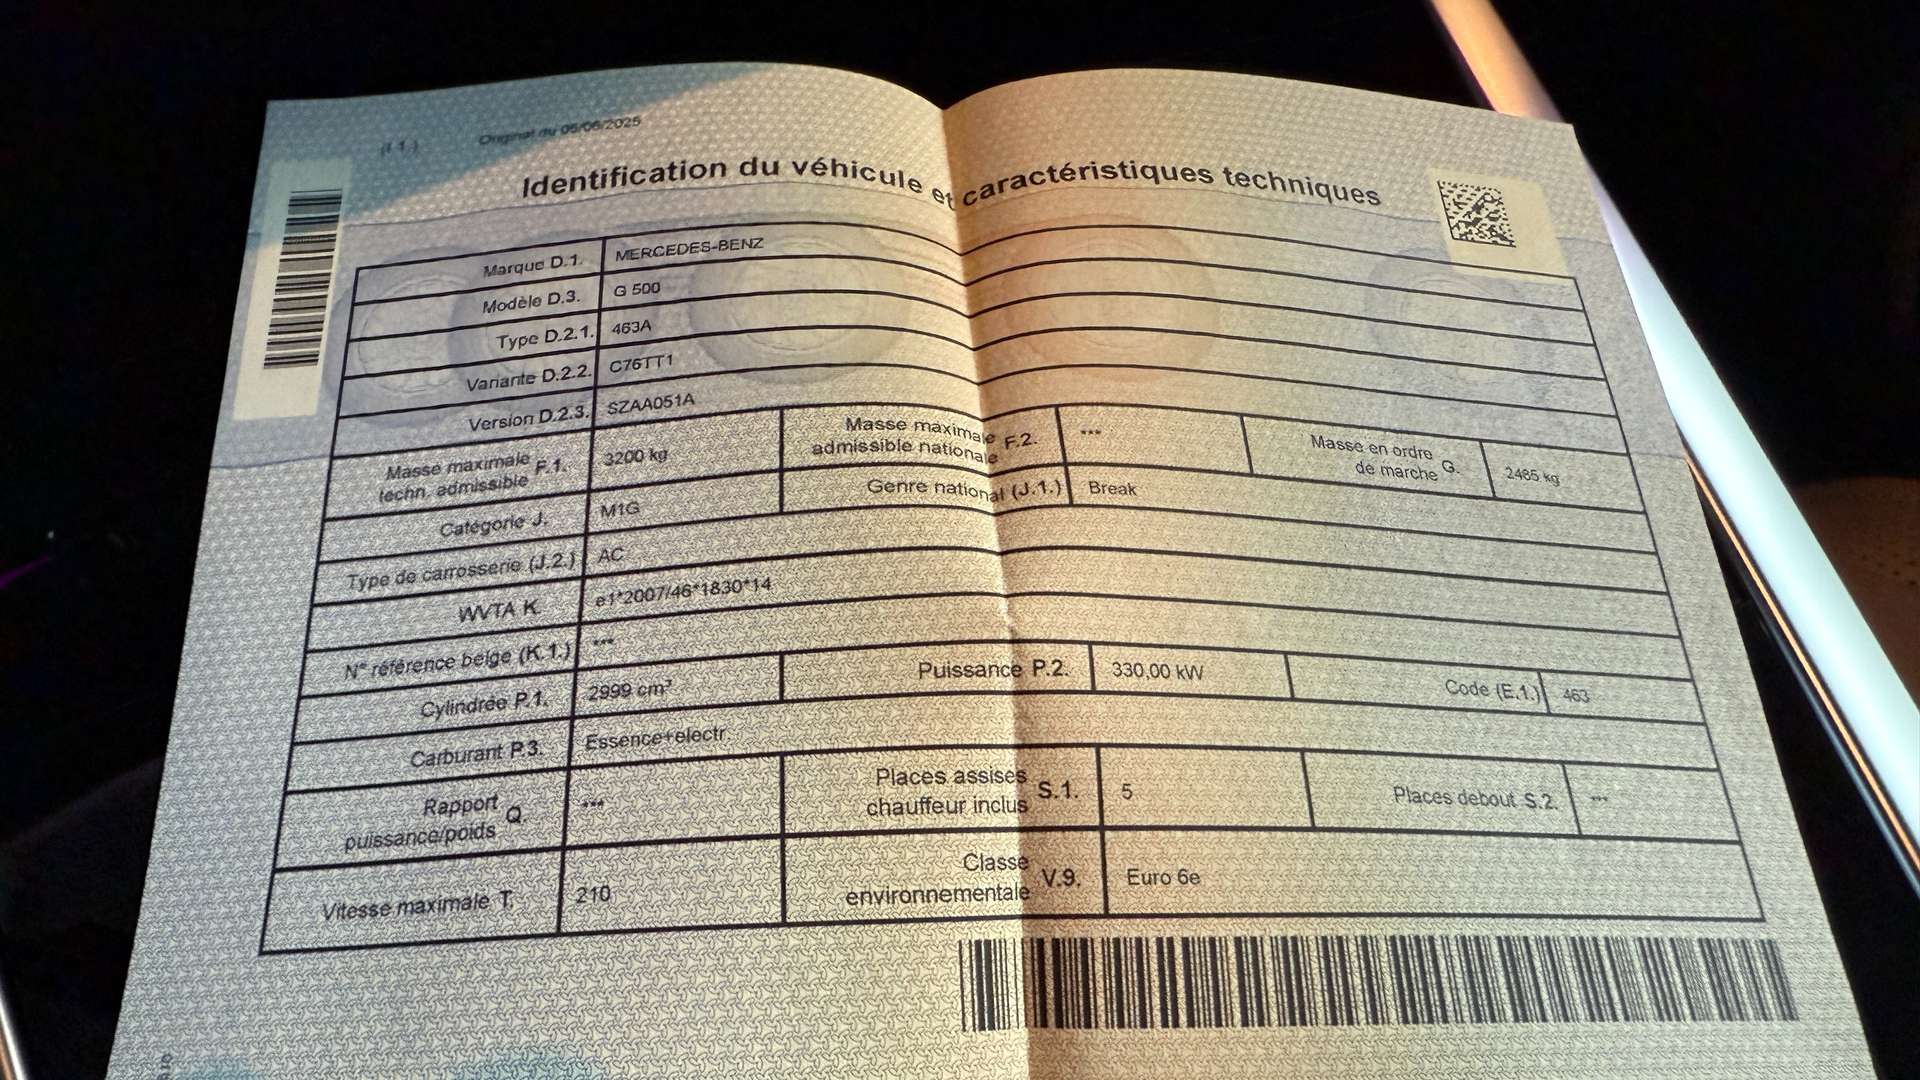 (I.1.) Original du 05/06/2025
Identification du véhicule et caractéristiques techniques
Marque D.1. MERCEDES-BENZ
Modèle D.3. G 500
Type D.2.1. 463A
Variante D.2.2. C76TT1
Version D.2.3. SZAA051A
Masse maximale
techn. admissible F.1. 3200 kg
Masse maximale
admissible nationale F.2. ***
Masse en ordre
de marche G. 2485 kg
Catégorie J. M1G
Genre national (J.1.) Break
Type de carrosserie (J.2.) AC
WVTA K. e1*2007/46*1830*14
N° référence belge (K.1.) ***
Cylindrée P.1. 2999 cm³
Puissance P.2. 330,00 kW
Code (E.1.) 463
Carburant P.3. Essence+electr.
Rapport
puissance/poids Q. ***
Places assises
chauffeur inclus S.1. 5
Places debout S.2. ***
Vitesse maximale T. 210
Classe
environnementale V.9. Euro 6e